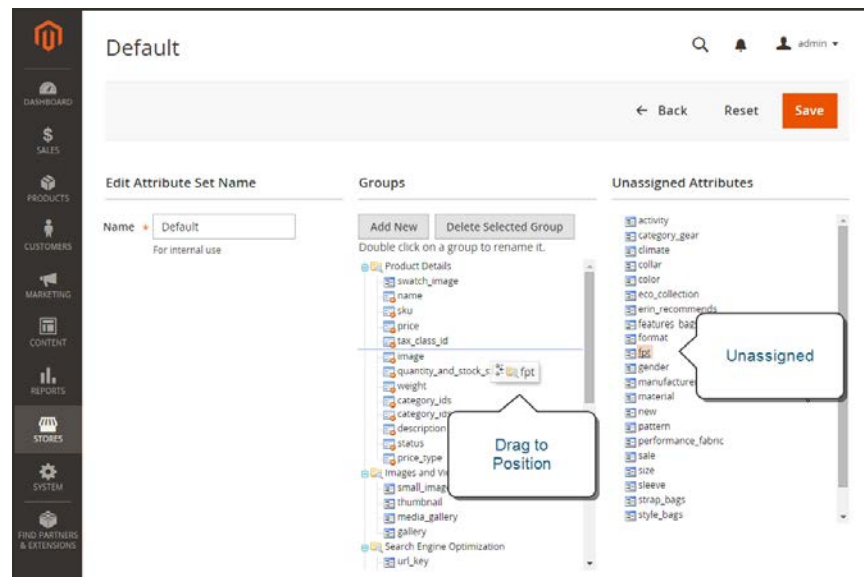 Default
admin
DASHBOARD
SALES
PRODUCTS
CUSTOMERS
MARKETING
CONTENT
REPORTS
STORES
SYSTEM
FIND PARTNERS
& EXTENSIONS
← Back Reset Save
Edit Attribute Set Name
Name * Default
For internal use
Groups
Add New Delete Selected Group
Double click on a group to rename it.
Product Details
swatch_image
name
sku
price
tax_class_id
image
quantity_and_stock_s
fpt
weight
category_ids
category_ids
description
status
price_type
Images and Vi
small_imag
thumbnail
media_gallery
gallery
Search Engine Optimization
url_key
Drag to
Position
Unassigned Attributes
activity
category_gear
climate
collar
color
eco_collection
erin_recommends
features_bags
format
fpt
gender
manufacturer
material
new
pattern
performance_fabric
sale
size
sleeve
strap_bags
style_bags
Unassigned